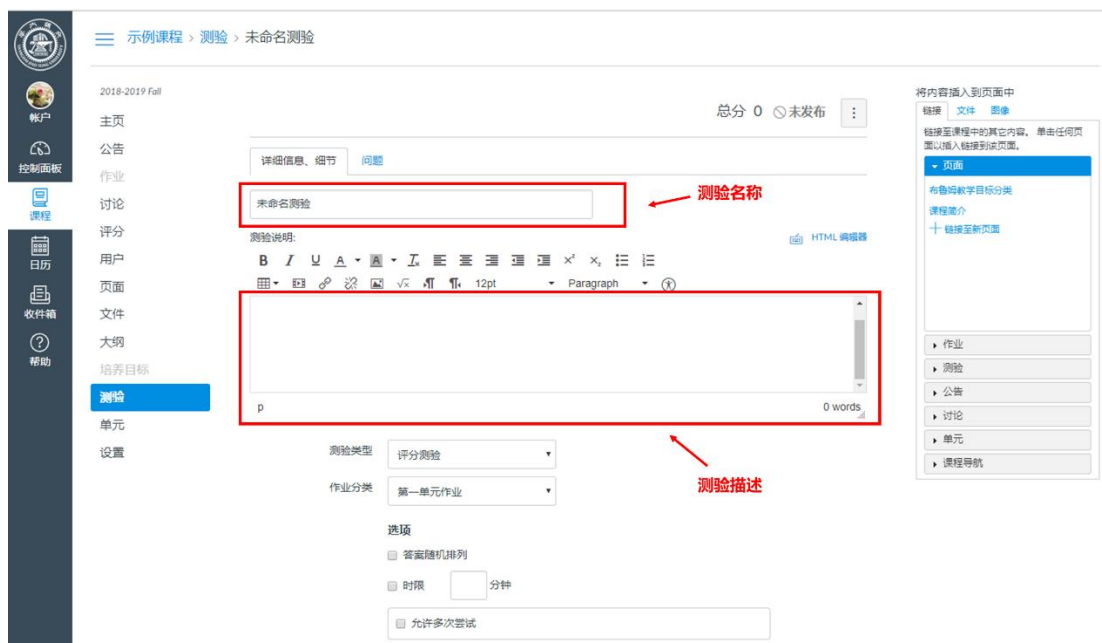 示例课程 › 测验 › 未命名测验
帐户
控制面板
课程
日历
收件箱
帮助
2018-2019 Fall
主页
公告
作业
讨论
评分
用户
页面
文件
大纲
培养目标
测验
单元
设置
总分 0 未发布
详细信息、细节 问题
未命名测验
测验名称
测验说明:
HTML 编辑器
12pt Paragraph
p 0 words
测验描述
测验类型 评分测验
作业分类 第一单元作业
选项
答案随机排列
时限 分钟
允许多次尝试
将内容插入到页面中
链接 文件 图像
链接至课程中的其它内容。 单击任何页
面以插入链接到该页面。
页面
布鲁姆教学目标分类
课程简介
链接至新页面
作业
测验
公告
讨论
单元
课程导航